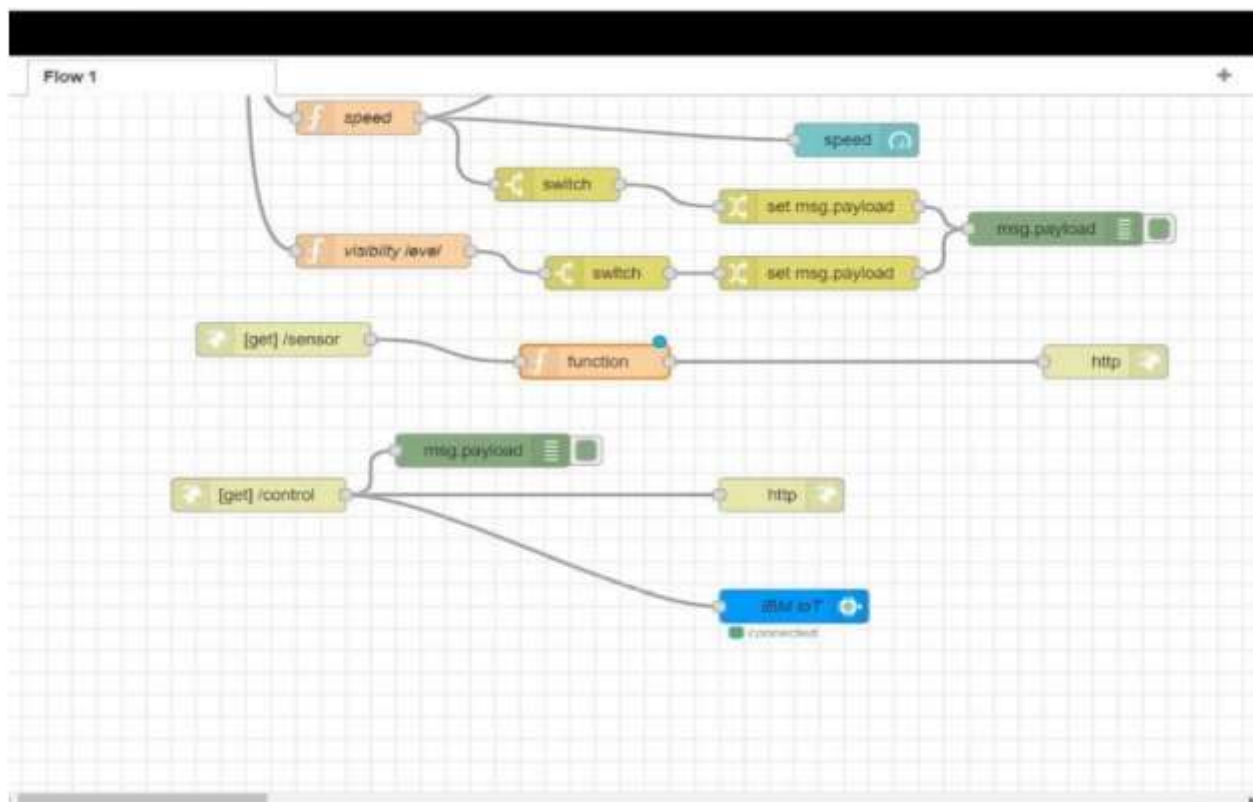 Flow 1
speed
speed
switch
set msg.payload
msg.payload
visiblity level
switch
set msg.payload
[get] /sensor
function
http
msg.payload
[get] /control
http
IBM IoT
connected